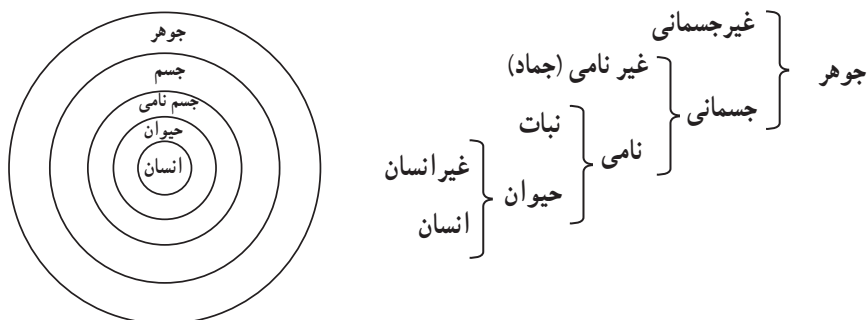 غیرجسمانی
جوهر
غیر نامی (جماد)
جسمانی
نبات
نامی
غیرانسان
حیوان
انسان
جوهر
جسم
جسم نامی
حیوان
انسان